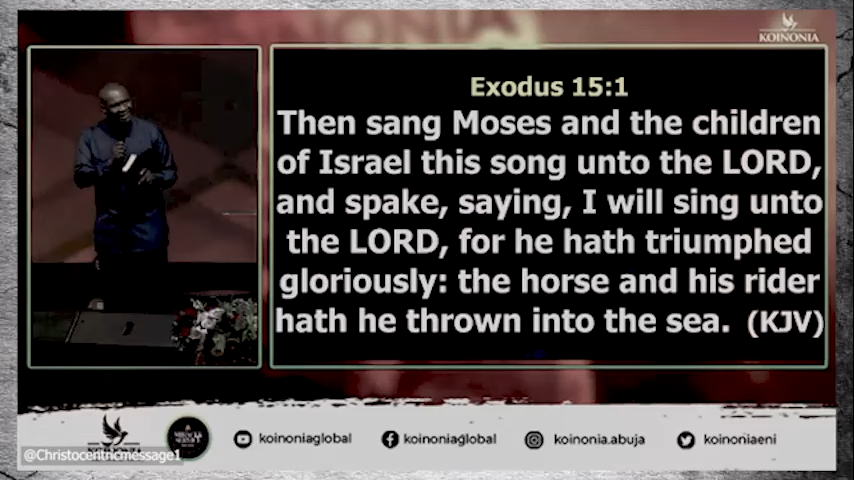 KOINONIA
Exodus 15:1
Then sang Moses and the children
of Israel this song unto the LORD,
and spake, saying, I will sing unto
the LORD, for he hath triumphed
gloriously: the horse and his rider
hath he thrown into the sea. (KJV)
MIRACLE
SERVICE
koinoniaglobal
koinoniaglobal
koinonia.abuja
koinoniaeni
@Christocentricmessage1